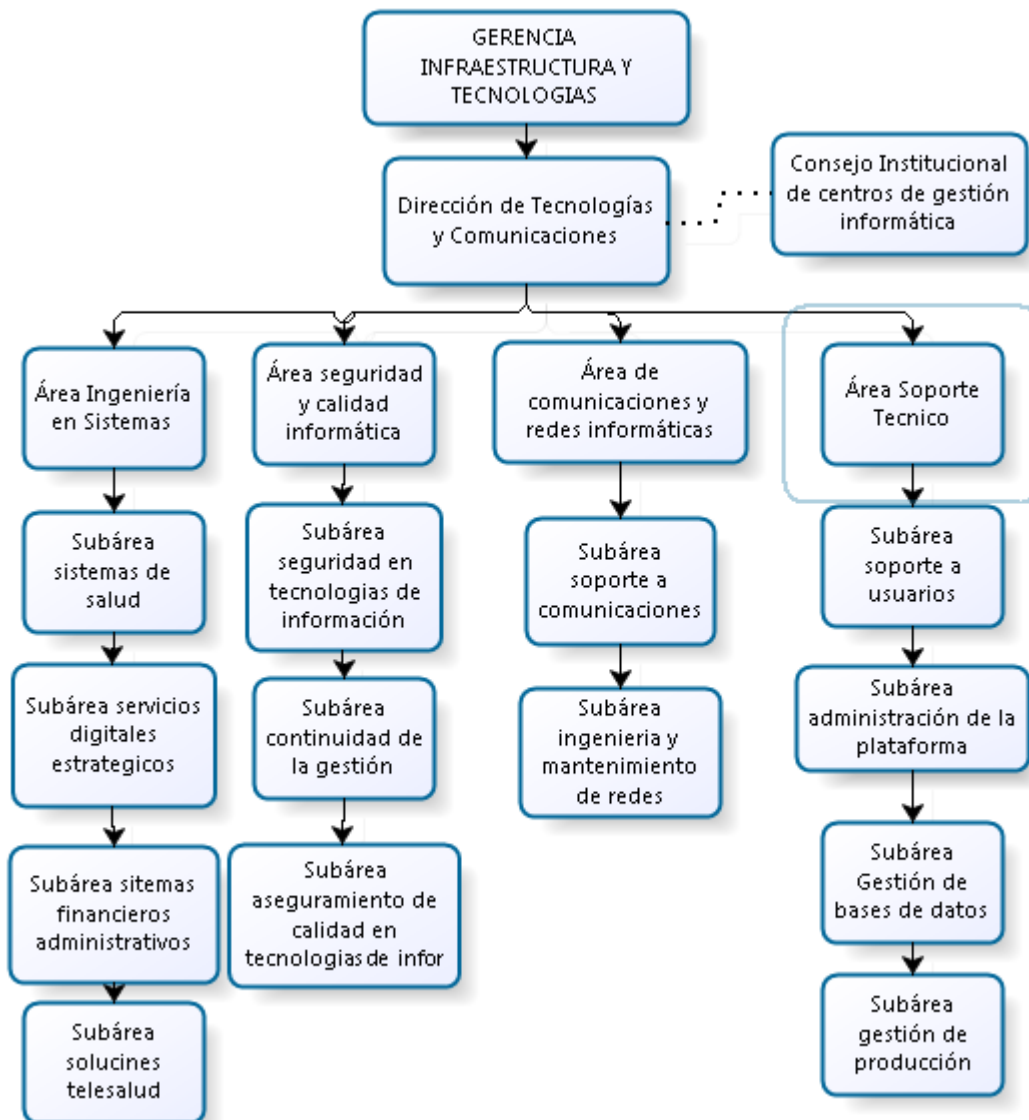 GERENCIA
INFRAESTRUCTURA Y
TECNOLOGIAS
Dirección de Tecnologías
y Comunicaciones
Consejo Institucional
de centros de gestión
informática
Área Ingeniería
en Sistemas
Área seguridad
y calidad
informática
Área de
comunicaciones y
redes informáticas
Área Soporte
Tecnico
Subárea
sistemas de
salud
Subárea
seguridad en
tecnologias de
información
Subárea
soporte a
comunicaciones
Subárea
soporte a
usuarios
Subárea servicios
digitales
estrategicos
Subárea
continuidad de
la gestión
Subárea
ingenieria y
mantenimiento
de redes
Subárea
administración de la
plataforma
Subárea sitemas
financieros
administrativos
Subárea
aseguramiento de
calidad en
tecnologias de infor
Subárea
Gestión de
bases de datos
Subárea
solucines
telesalud
Subárea
gestión de
producción